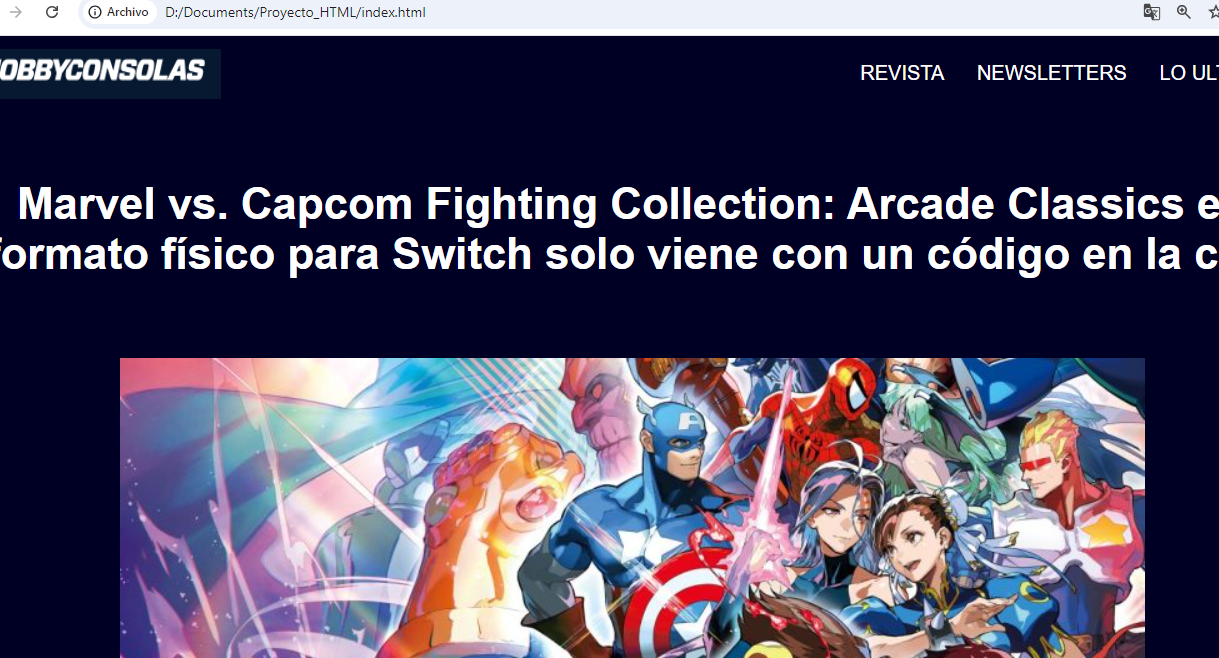 Archivo D:/Documents/Proyecto_HTML/index.html
OBBYCONSOLAS REVISTA NEWSLETTERS LO ULT
Marvel vs. Capcom Fighting Collection: Arcade Classics e
formato físico para Switch solo viene con un código en la c